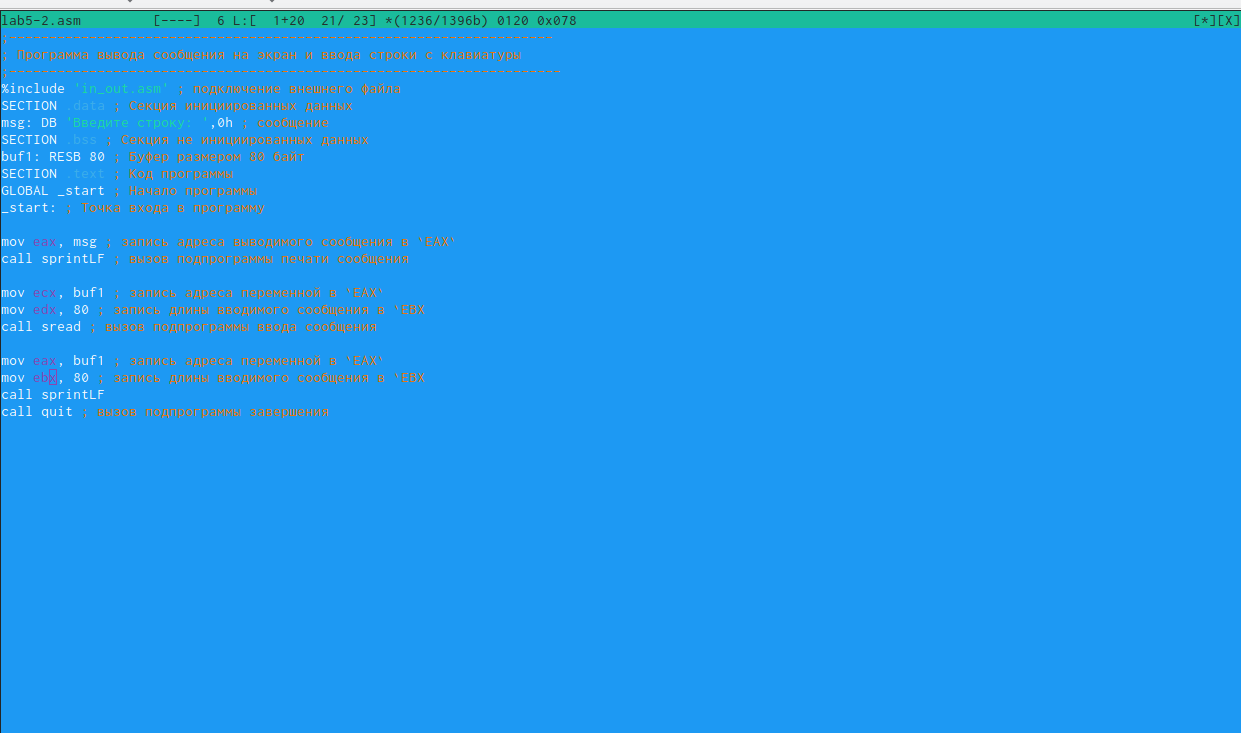 lab5-2.asm [----] 6 L:[ 1+20 21/ 23] *(1236/1396b) 0120 0x078 [*][X]
;--------------------------------------------------------------------
; Программа вывода сообщения на экран и ввода строки с клавиатуры
;---------------------------------------------------------------------
%include 'in_out.asm' ; подключение внешнего файла
SECTION .data ; Секция инициированных данных
msg: DB 'Введите строку: ',0h ; сообщение
SECTION .bss ; Секция не инициированных данных
buf1: RESB 80 ; Буфер размером 80 байт
SECTION .text ; Код программы
GLOBAL _start ; Начало программы
_start: ; Точка входа в программу
mov eax, msg ; запись адреса выводимого сообщения в `EAX`
call sprintLF ; вызов подпрограммы печати сообщения
mov ecx, buf1 ; запись адреса переменной в `EAX`
mov edx, 80 ; запись длины вводимого сообщения в `EBX
call sread ; вызов подпрограммы ввода сообщения
mov eax, buf1 ; запись адреса переменной в `EAX`
mov ebx, 80 ; запись длины вводимого сообщения в `EBX
call sprintLF
call quit ; вызов подпрограммы завершения